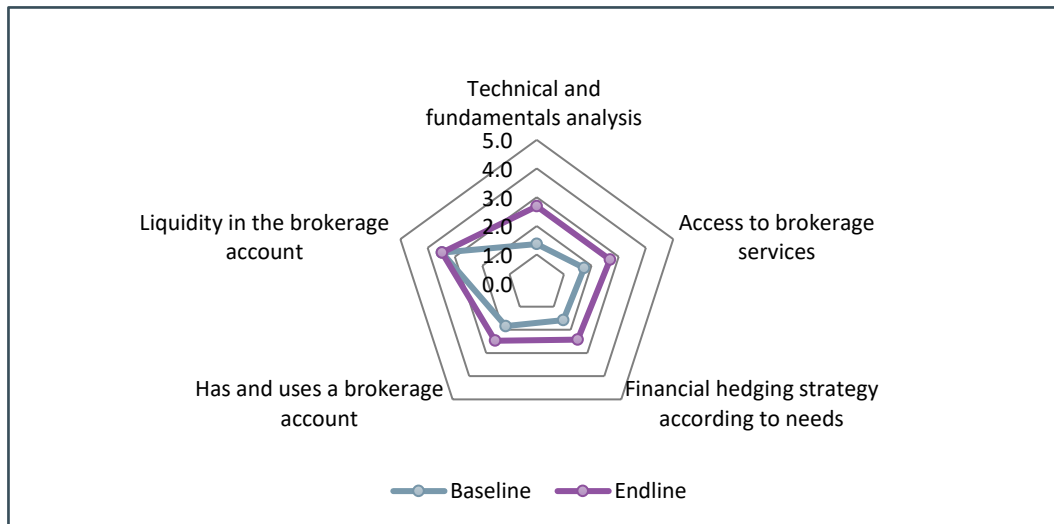 Technical and
fundamentals analysis
5.0
4.0
3.0
2.0
1.0
0.0
Access to brokerage
services
Financial hedging strategy
according to needs
Has and uses a brokerage
account
Liquidity in the brokerage
account
Baseline
Endline